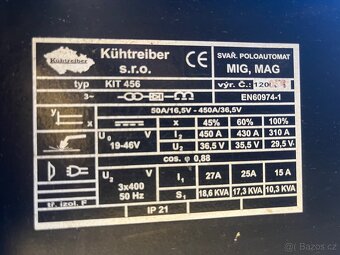 Kühtreiber
Kühtreiber
s.r.o.
CE
SVAŘ. POLOAUTOMAT
MIG, MAG
typ KIT 456
výr. Č.:
3~
EN60974-1
50A/16,5V - 450A/36,5V
X 45% 60% 100%
U₀ V
19-46V
I₂ 450 A 430 A 310 A
U₂ 36,5 V 35,5 V 29,5 V
cos. φ 0,88
U₁ V
3x400
50 Hz
I₁ 27A 25A 15 A
S₁ 18,6 KVA 17,3 KVA 10,3 KVA
tř. izol. F
IP 21
bazos.cz